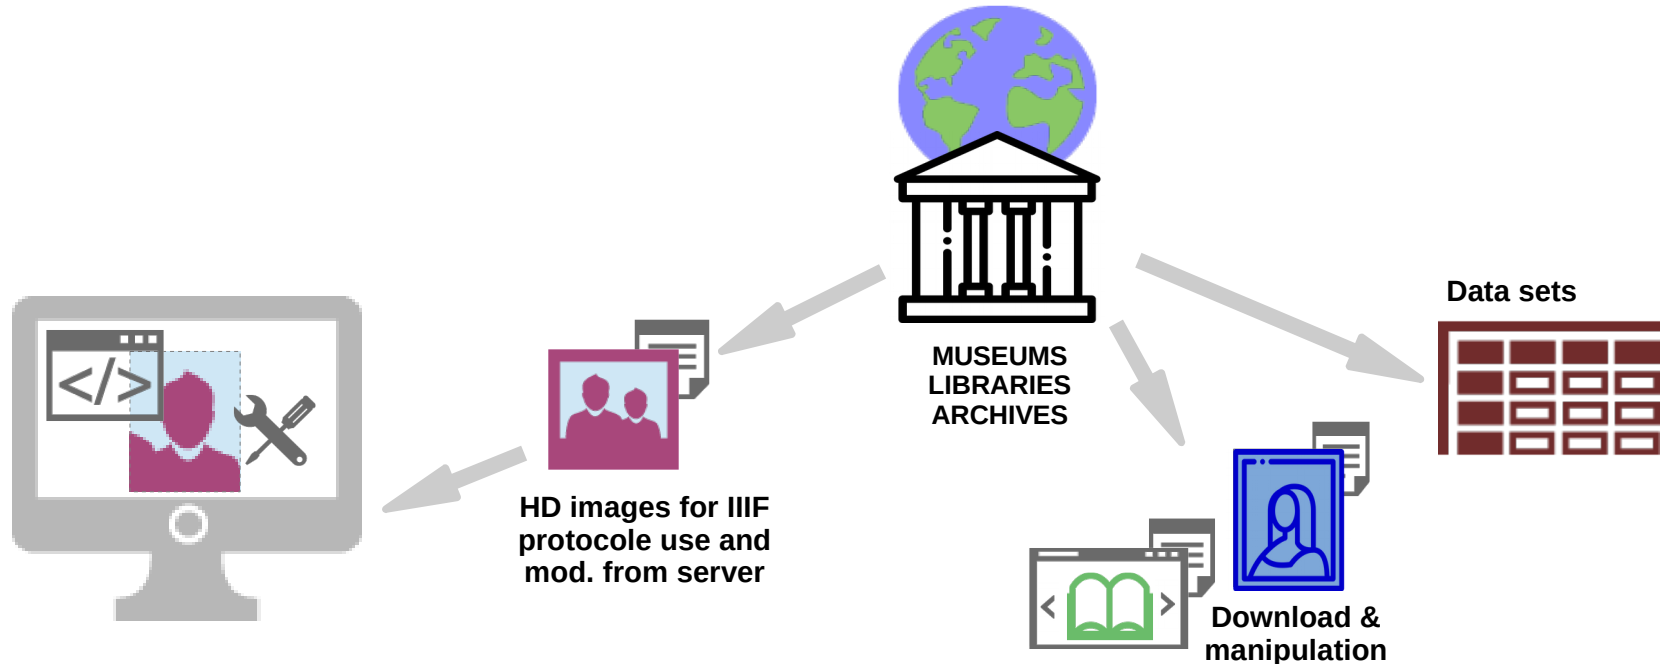 MUSEUMS
LIBRARIES
ARCHIVES
Data sets
</>
HD images for IIIF
protocole use and
mod. from server
< >
Download &
manipulation